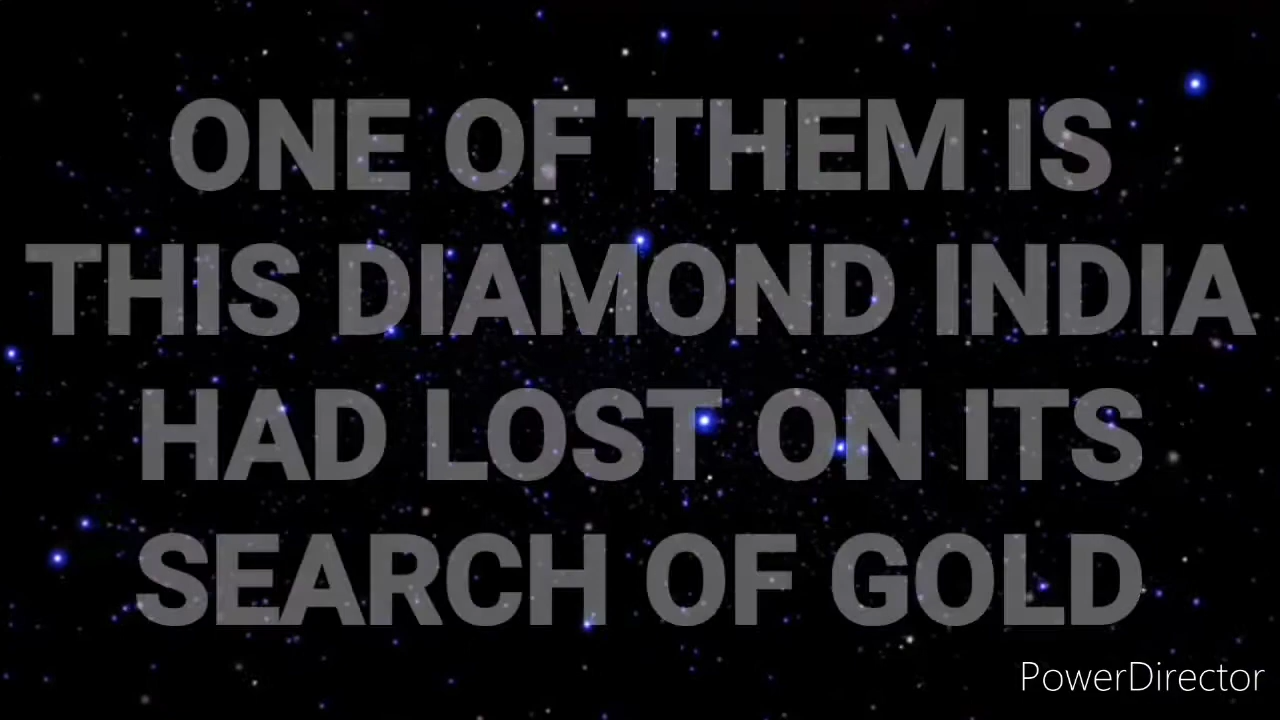 ONE OF THEM IS
THIS DIAMOND INDIA
HAD LOST ON ITS
SEARCH OF GOLD
PowerDirector